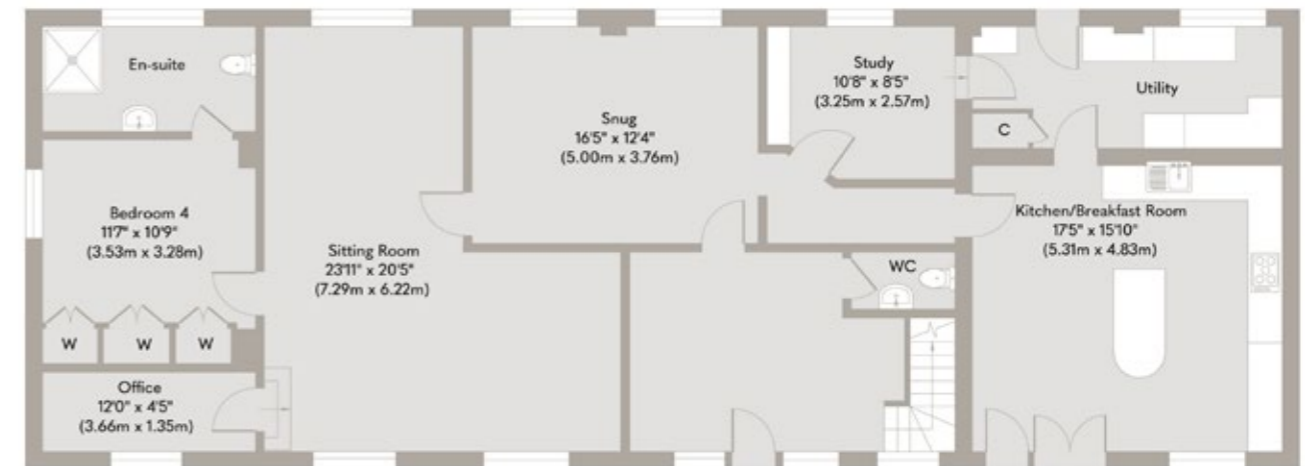 En-suite
Bedroom 4
11'7" x 10'9"
(3.53m x 3.28m)
W
W
W
Office
12'0" x 4'5"
(3.66m x 1.35m)
Sitting Room
23'11" x 20'5"
(7.29m x 6.22m)
Snug
16'5" x 12'4"
(5.00m x 3.76m)
Study
10'8" x 8'5"
(3.25m x 2.57m)
WC
C
Utility
Kitchen/Breakfast Room
17'5" x 15'10"
(5.31m x 4.83m)